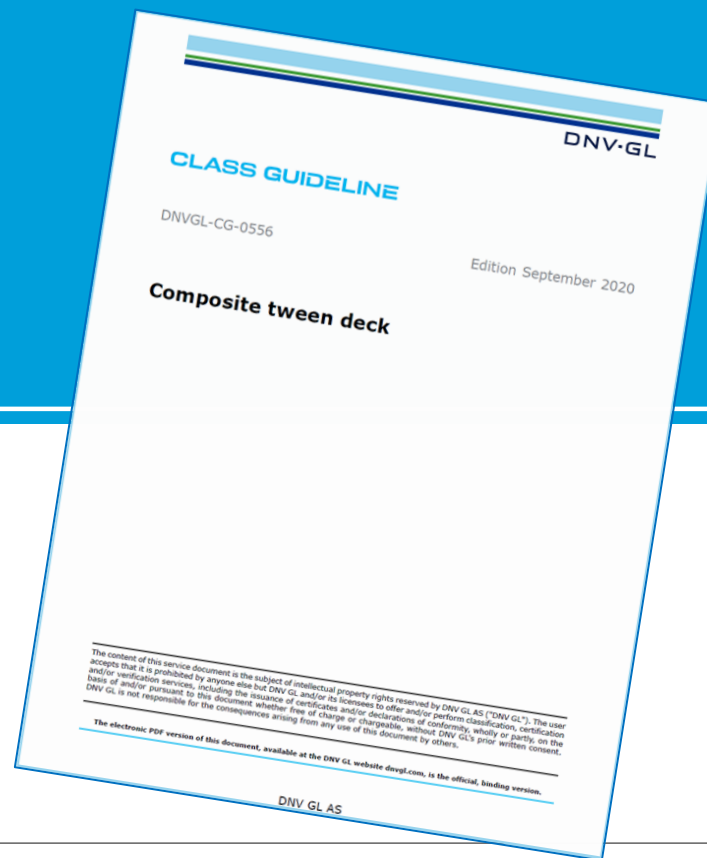 DNV·GL
CLASS GUIDELINE
DNVGL-CG-0556
Edition September 2020
Composite tween deck
The content of this service document is the subject of intellectual property rights reserved by DNV GL AS ("DNV GL"). The user
accepts that it is prohibited by anyone else but DNV GL and/or its licensees to offer and/or perform classification, certification
and/or verification services, including the issuance of certificates and/or declarations of conformity, wholly or partly, on the
basis of and/or pursuant to this document whether free of charge or chargeable, without DNV GL's prior written consent.
DNV GL is not responsible for the consequences arising from any use of this document by others.
The electronic PDF version of this document, available at the DNV GL website dnvgl.com, is the official, binding version.
DNV GL AS